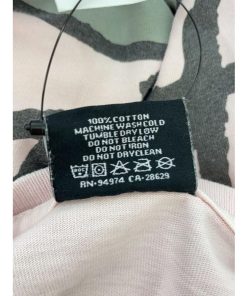 100% COTTON
MACHINE WASH COLD
TUMBLE DRY LOW
DO NOT BLEACH
DO NOT IRON
DO NOT DRYCLEAN
RN·94974 CA·28629